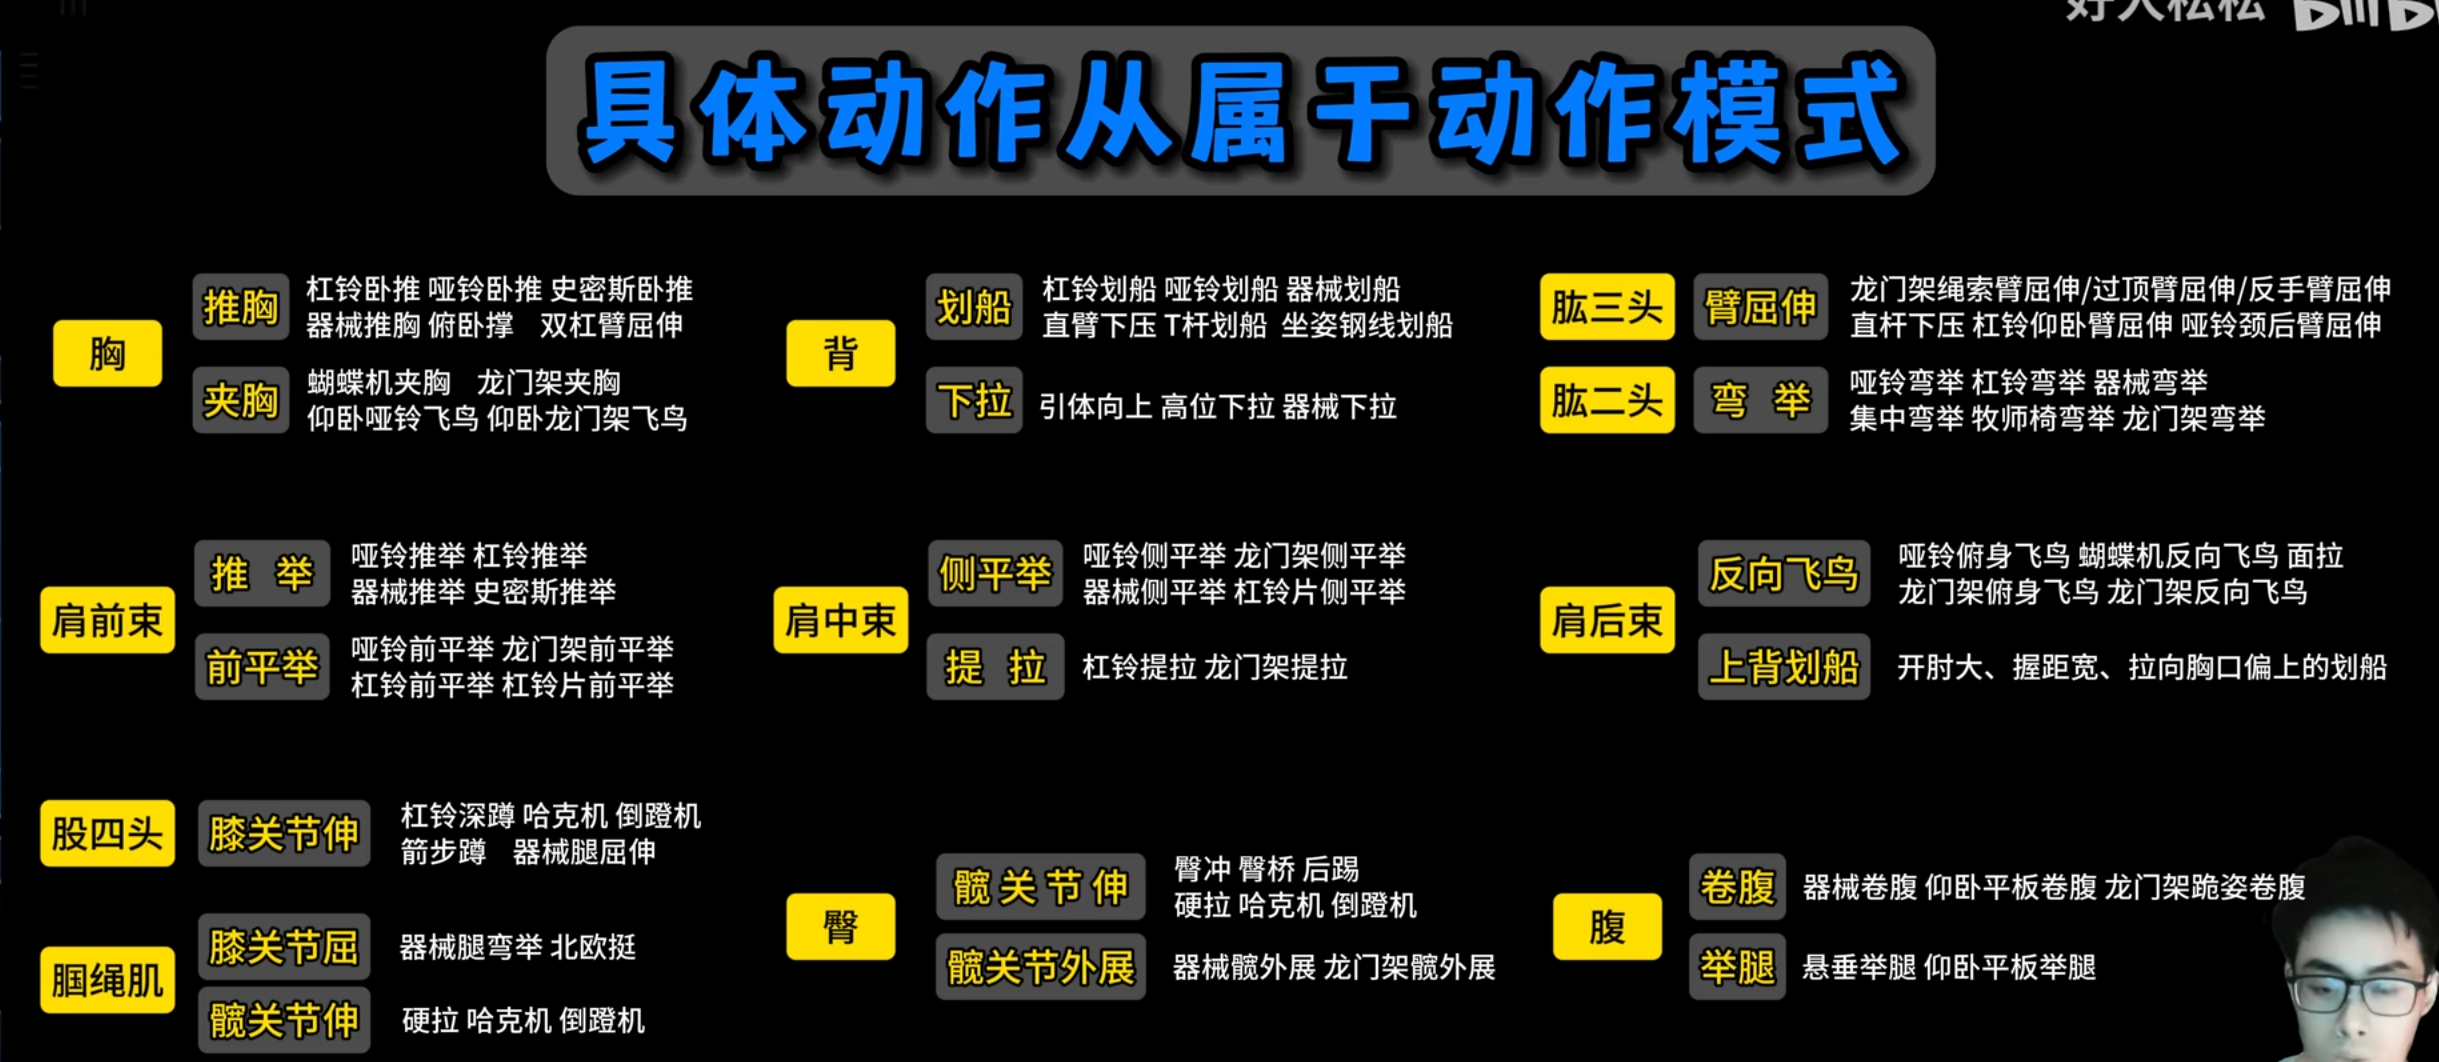 好人松松 bilibili
具体动作从属于动作模式
胸
推胸
杠铃卧推 哑铃卧推 史密斯卧推
器械推胸 俯卧撑 双杠臂屈伸
夹胸
蝴蝶机夹胸 龙门架夹胸
仰卧哑铃飞鸟 仰卧龙门架飞鸟
背
划船
杠铃划船 哑铃划船 器械划船
直臂下压 T杆划船 坐姿钢线划船
下拉
引体向上 高位下拉 器械下拉
肱三头
臂屈伸
龙门架绳索臂屈伸/过顶臂屈伸/反手臂屈伸
直杆下压 杠铃仰卧臂屈伸 哑铃颈后臂屈伸
肱二头
弯 举
哑铃弯举 杠铃弯举 器械弯举
集中弯举 牧师椅弯举 龙门架弯举
肩前束
推 举
哑铃推举 杠铃推举
器械推举 史密斯推举
前平举
哑铃前平举 龙门架前平举
杠铃前平举 杠铃片前平举
肩中束
侧平举
哑铃侧平举 龙门架侧平举
器械侧平举 杠铃片侧平举
提 拉
杠铃提拉 龙门架提拉
肩后束
反向飞鸟
哑铃俯身飞鸟 蝴蝶机反向飞鸟 面拉
龙门架俯身飞鸟 龙门架反向飞鸟
上背划船
开肘大、握距宽、拉向胸口偏上的划船
股四头
膝关节伸
杠铃深蹲 哈克机 倒蹬机
箭步蹲 器械腿屈伸
腘绳肌
膝关节屈
器械腿弯举 北欧挺
髋关节伸
硬拉 哈克机 倒蹬机
臀
髋关节伸
臀冲 臀桥 后踢
硬拉 哈克机 倒蹬机
髋关节外展
器械髋外展 龙门架髋外展
腹
卷腹
器械卷腹 仰卧平板卷腹 龙门架跪姿卷腹
举腿
悬垂举腿 仰卧平板举腿